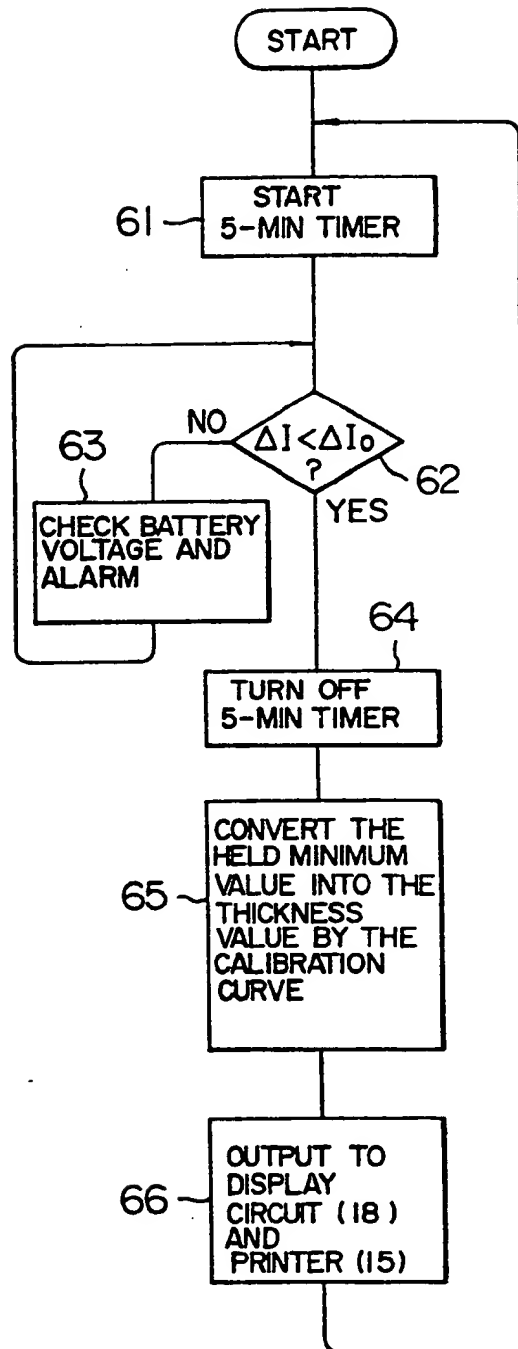 START
START
5-MIN TIMER
61
NO
ΔI<ΔI₀
?
62
YES
63
CHECK BATTERY
VOLTAGE AND
ALARM
64
TURN OFF
5-MIN TIMER
65
CONVERT THE
HELD MINIMUM
VALUE INTO THE
THICKNESS
VALUE BY THE
CALIBRATION
CURVE
66
OUTPUT TO
DISPLAY
CIRCUIT (18)
AND
PRINTER (15)